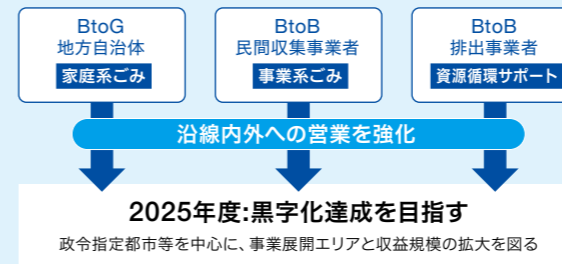 BtoG
地方自治体
家庭系ごみ
BtoB
民間収集事業者
事業系ごみ
BtoB
排出事業者
資源循環サポート
沿線内外への営業を強化
2025年度:黒字化達成を目指す
政令指定都市等を中心に、事業展開エリアと収益規模の拡大を図る